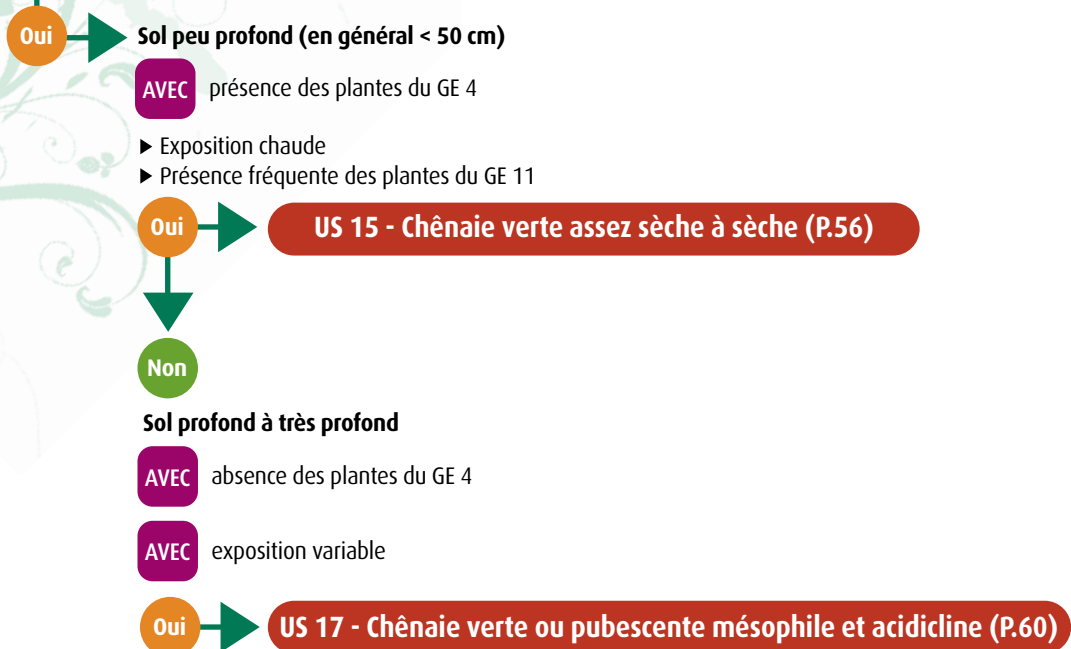 Oui
Sol peu profond (en général < 50 cm)
AVEC présence des plantes du GE 4
▶ Exposition chaude
▶ Présence fréquente des plantes du GE 11
Oui US 15 - Chênaie verte assez sèche à sèche (P.56)
Non
Sol profond à très profond
AVEC absence des plantes du GE 4
AVEC exposition variable
Oui US 17 - Chênaie verte ou pubescente mésophile et acidicline (P.60)